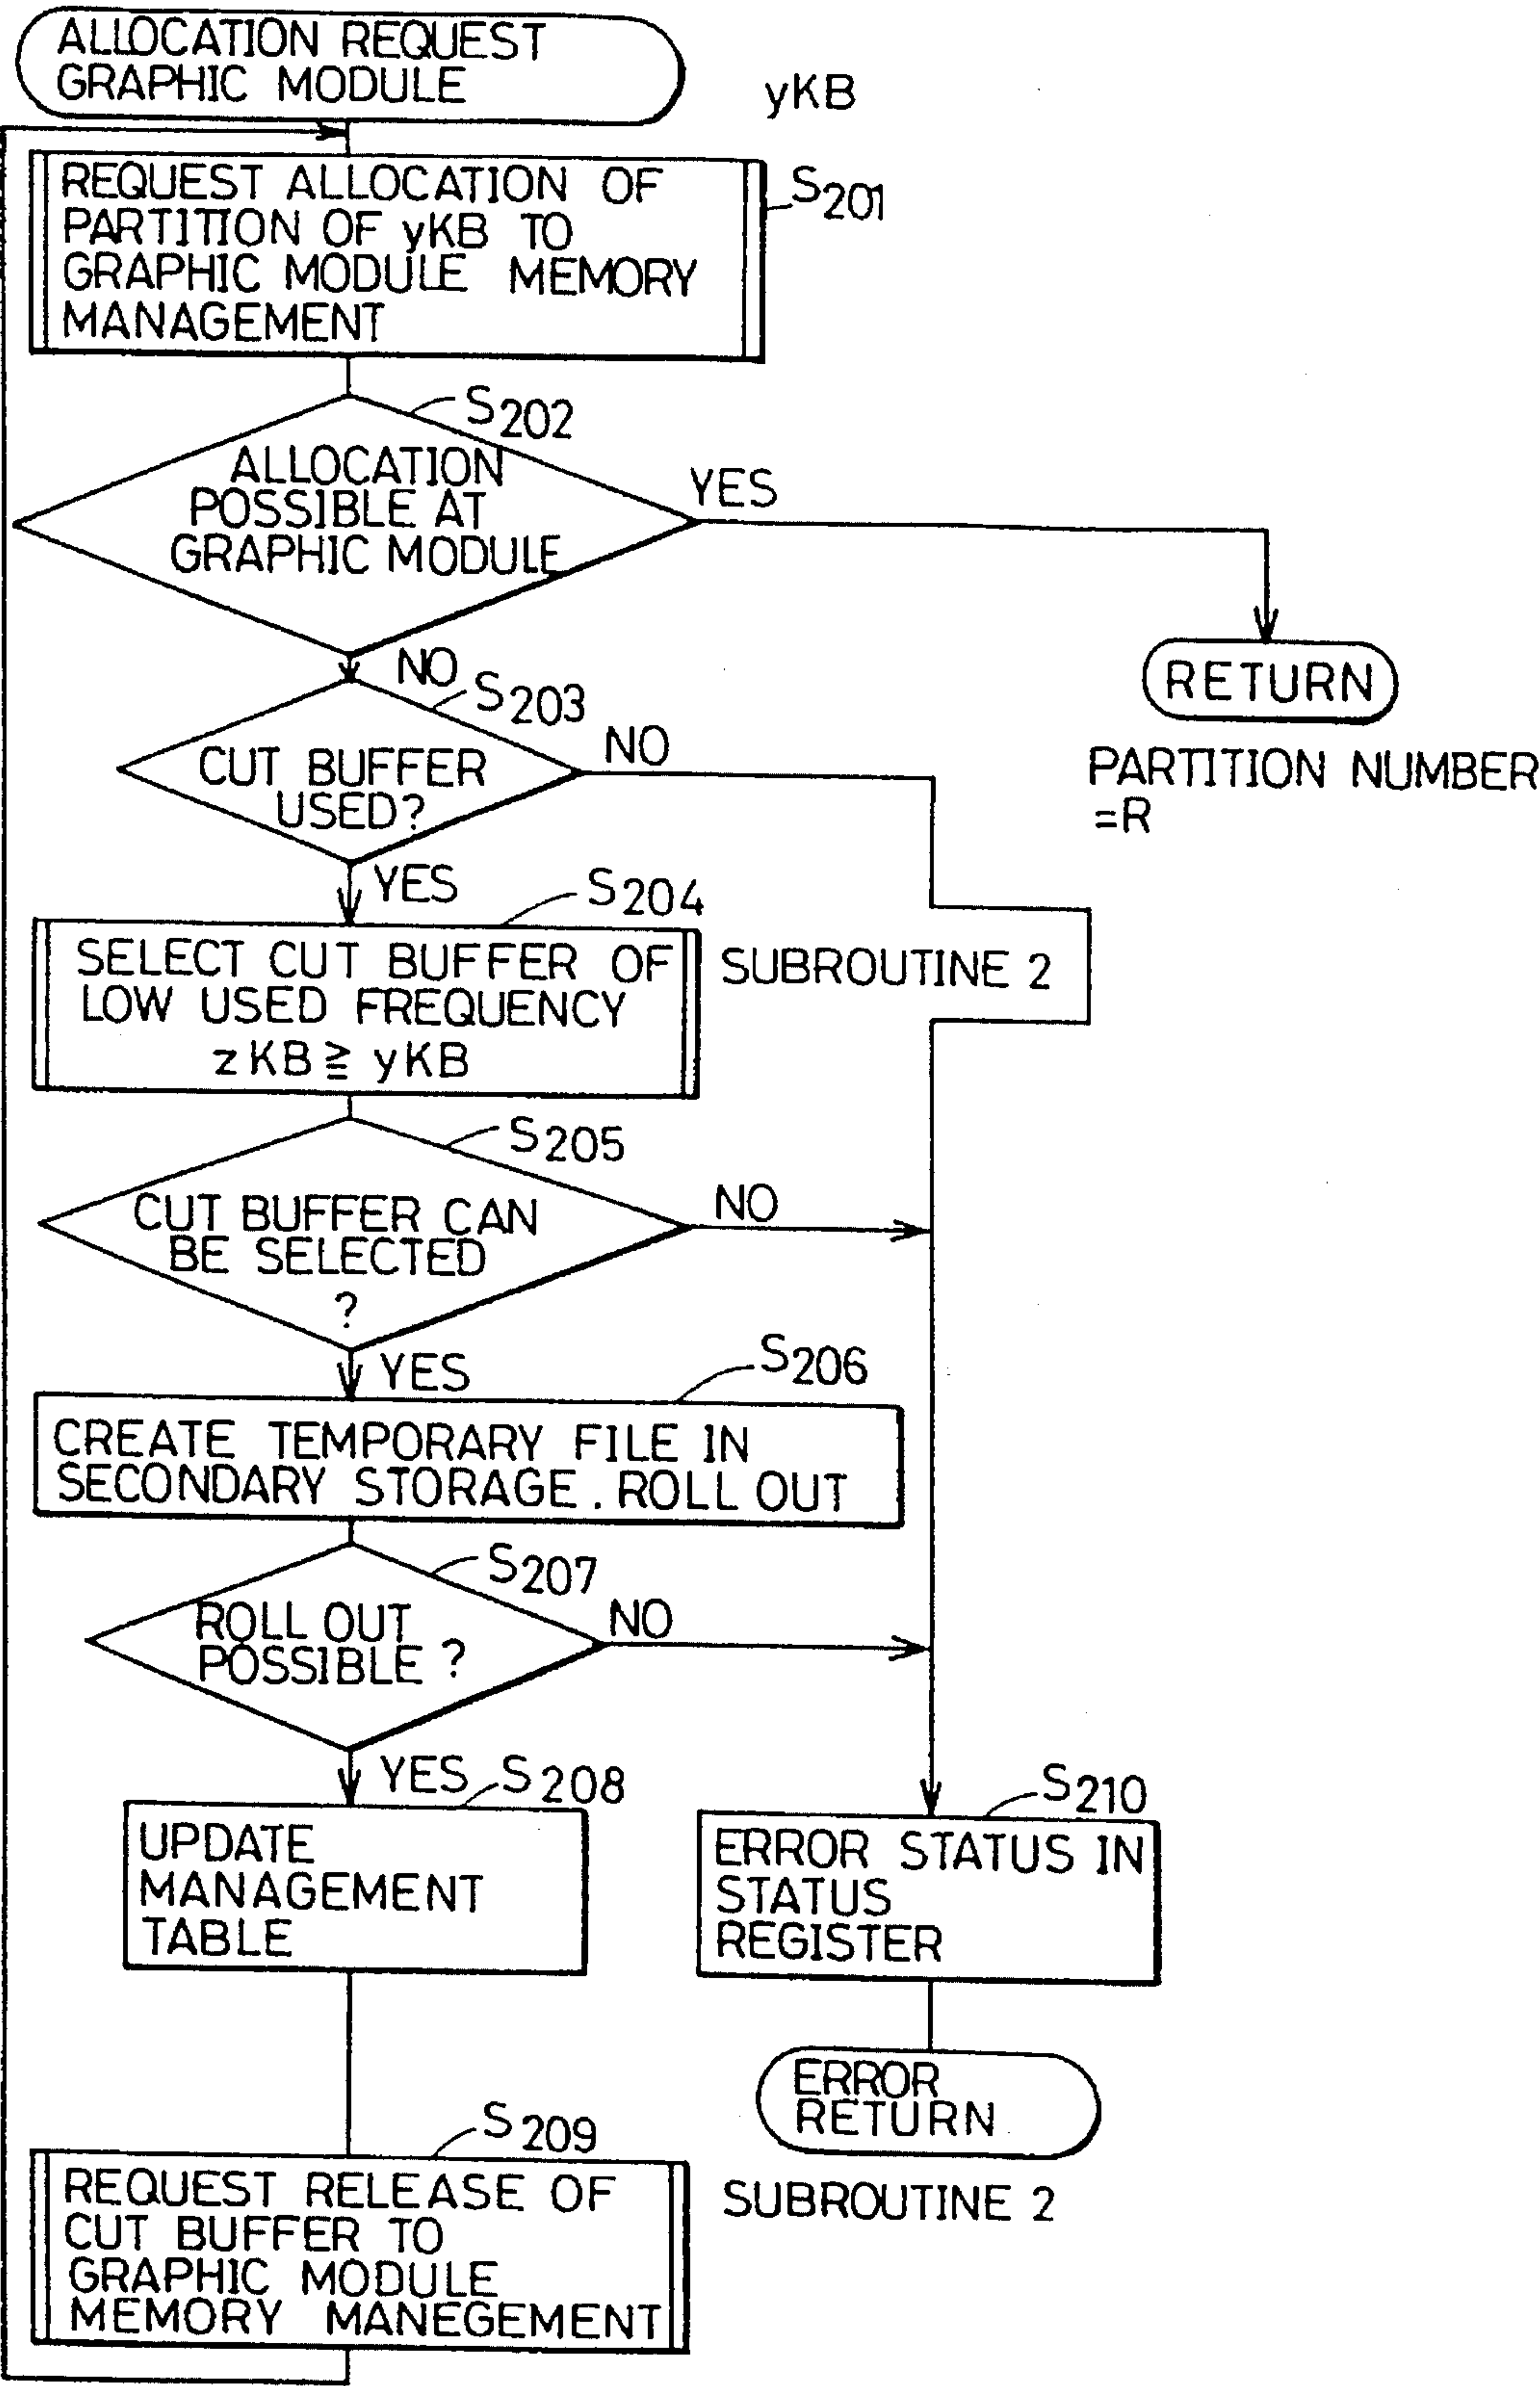 ALLOCATION REQUEST
GRAPHIC MODULE
yKB
REQUEST ALLOCATION OF
PARTITION OF yKB TO
GRAPHIC MODULE MEMORY
MANAGEMENT
S201
S202
ALLOCATION
POSSIBLE AT
GRAPHIC MODULE
YES
NO
RETURN
PARTITION NUMBER
=R
S203
CUT BUFFER
USED?
NO
YES
S204
SELECT CUT BUFFER OF
LOW USED FREQUENCY
zKB ≧ yKB
SUBROUTINE 2
S205
CUT BUFFER CAN
BE SELECTED
?
NO
YES
S206
CREATE TEMPORARY FILE IN
SECONDARY STORAGE. ROLL OUT
S207
ROLL OUT
POSSIBLE ?
NO
YES
S208
UPDATE
MANAGEMENT
TABLE
S210
ERROR STATUS IN
STATUS
REGISTER
ERROR
RETURN
S209
REQUEST RELEASE OF
CUT BUFFER TO
GRAPHIC MODULE
MEMORY MANEGEMENT
SUBROUTINE 2